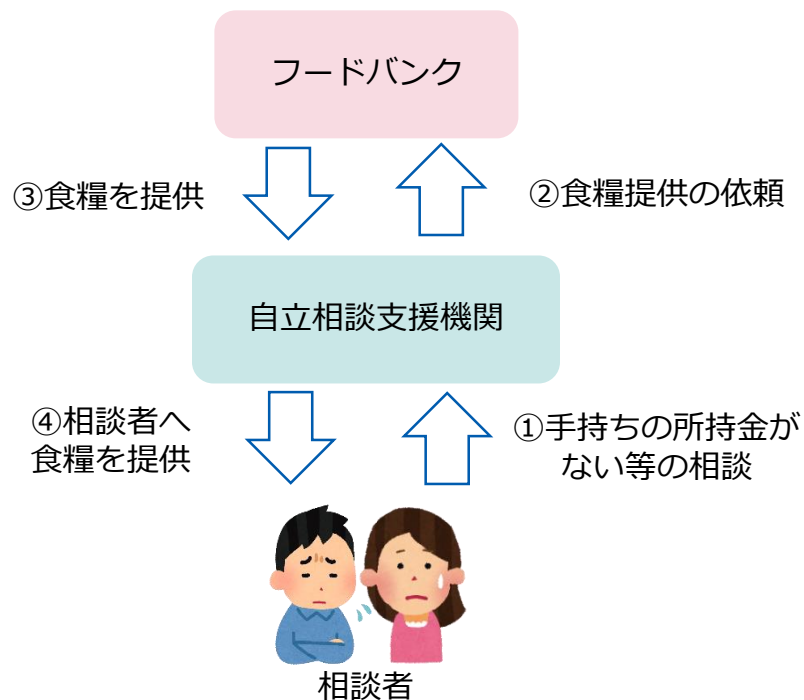 フードバンク
③食糧を提供
②食糧提供の依頼
自立相談支援機関
④相談者へ
食糧を提供
①手持ちの所持金が
ない等の相談
相談者